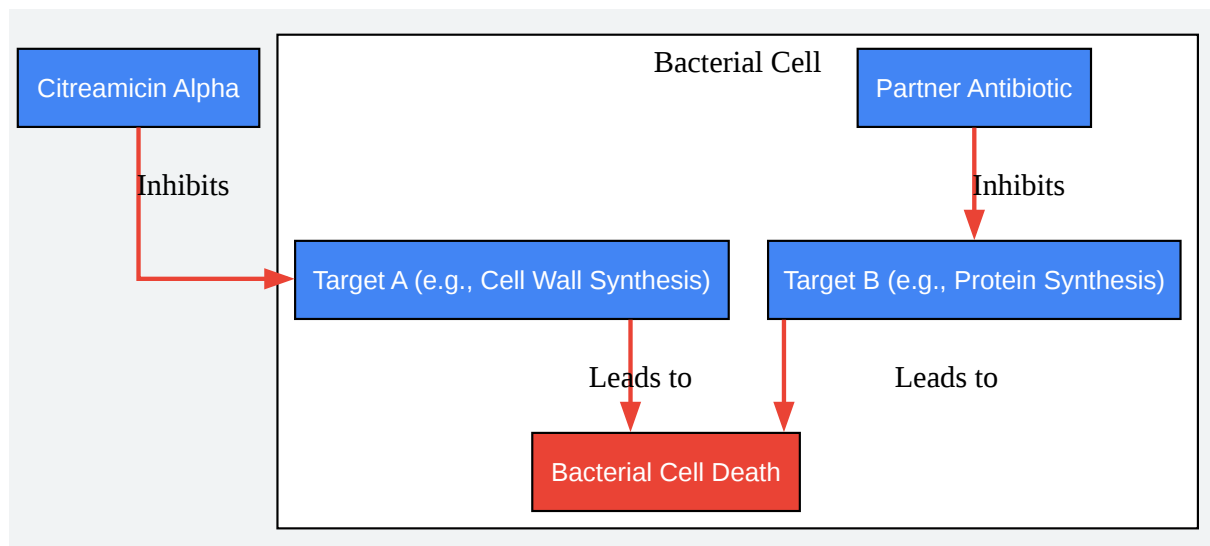 Bacterial Cell
Citreamicin Alpha
Partner Antibiotic
Inhibits
Inhibits
Target A (e.g., Cell Wall Synthesis)
Target B (e.g., Protein Synthesis)
Leads to
Leads to
Bacterial Cell Death